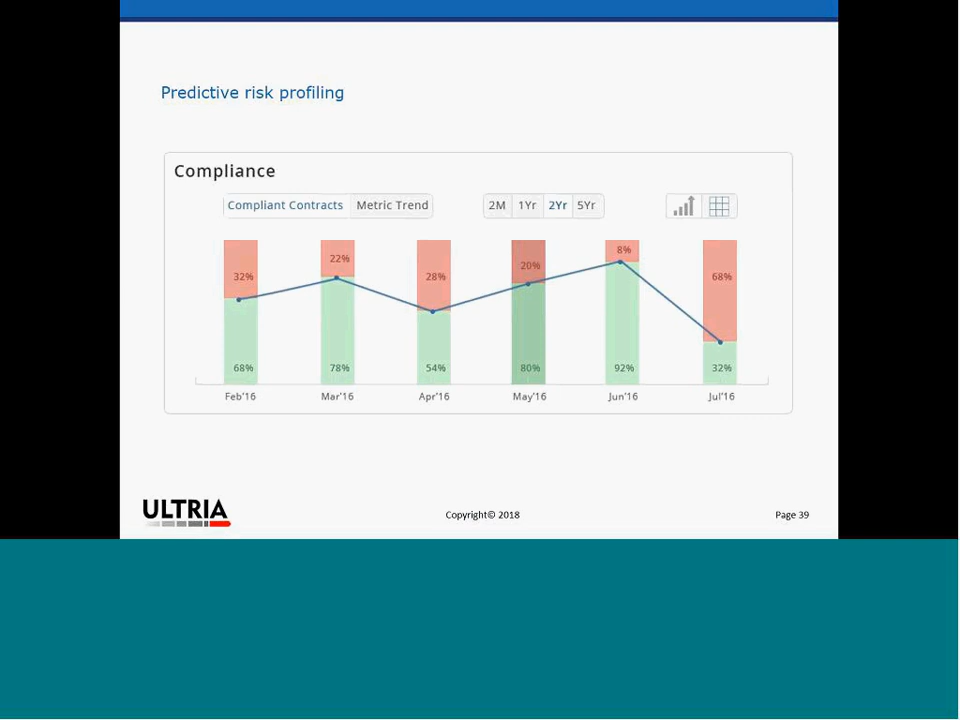 Predictive risk profiling
Compliance
Compliant Contracts Metric Trend 2M 1Yr 2Yr 5Yr
32% 22% 28% 20% 8% 68%
68% 78% 54% 80% 92% 32%
Feb'16 Mar'16 Apr'16 May'16 Jun'16 Jul'16
ULTRIA Copyright© 2018 Page 39